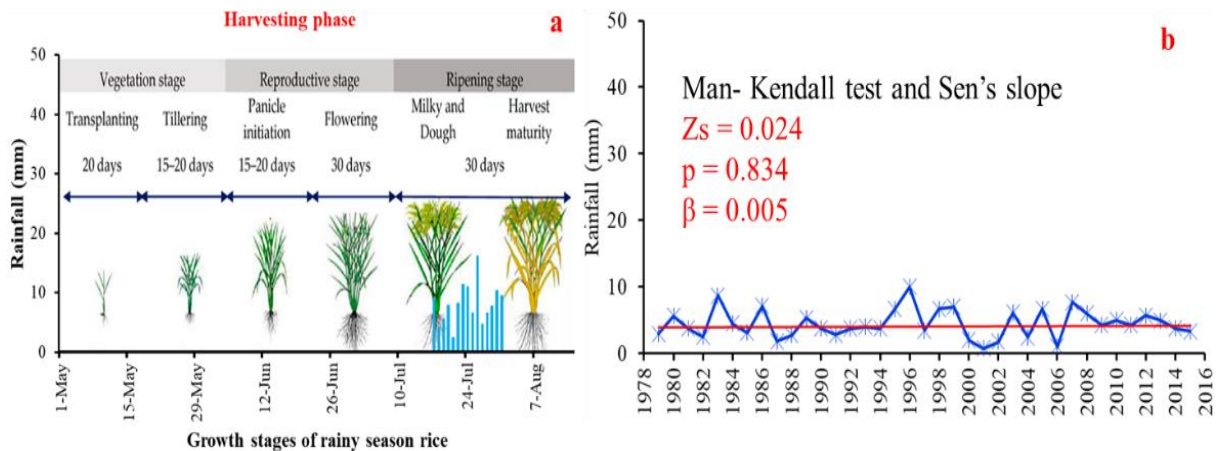 Harvesting phase
a
50
40
30
20
10
0
Rainfall (mm)
Vegetation stage
Reproductive stage
Ripening stage
Transplanting
Tillering
Panicle
initiation
Flowering
Milky and
Dough
Harvest
maturity
20 days
15–20 days
15–20 days
30 days
30 days
1-May
15-May
29-May
12-Jun
26-Jun
10-Jul
24-Jul
7-Aug
Growth stages of rainy season rice
b
50
40
30
20
10
0
Rainfall (mm)
Man- Kendall test and Sen's slope
Zs = 0.024
p = 0.834
β = 0.005
1978
1980
1982
1984
1986
1988
1990
1992
1994
1996
1998
2000
2002
2004
2006
2008
2010
2012
2014
2016